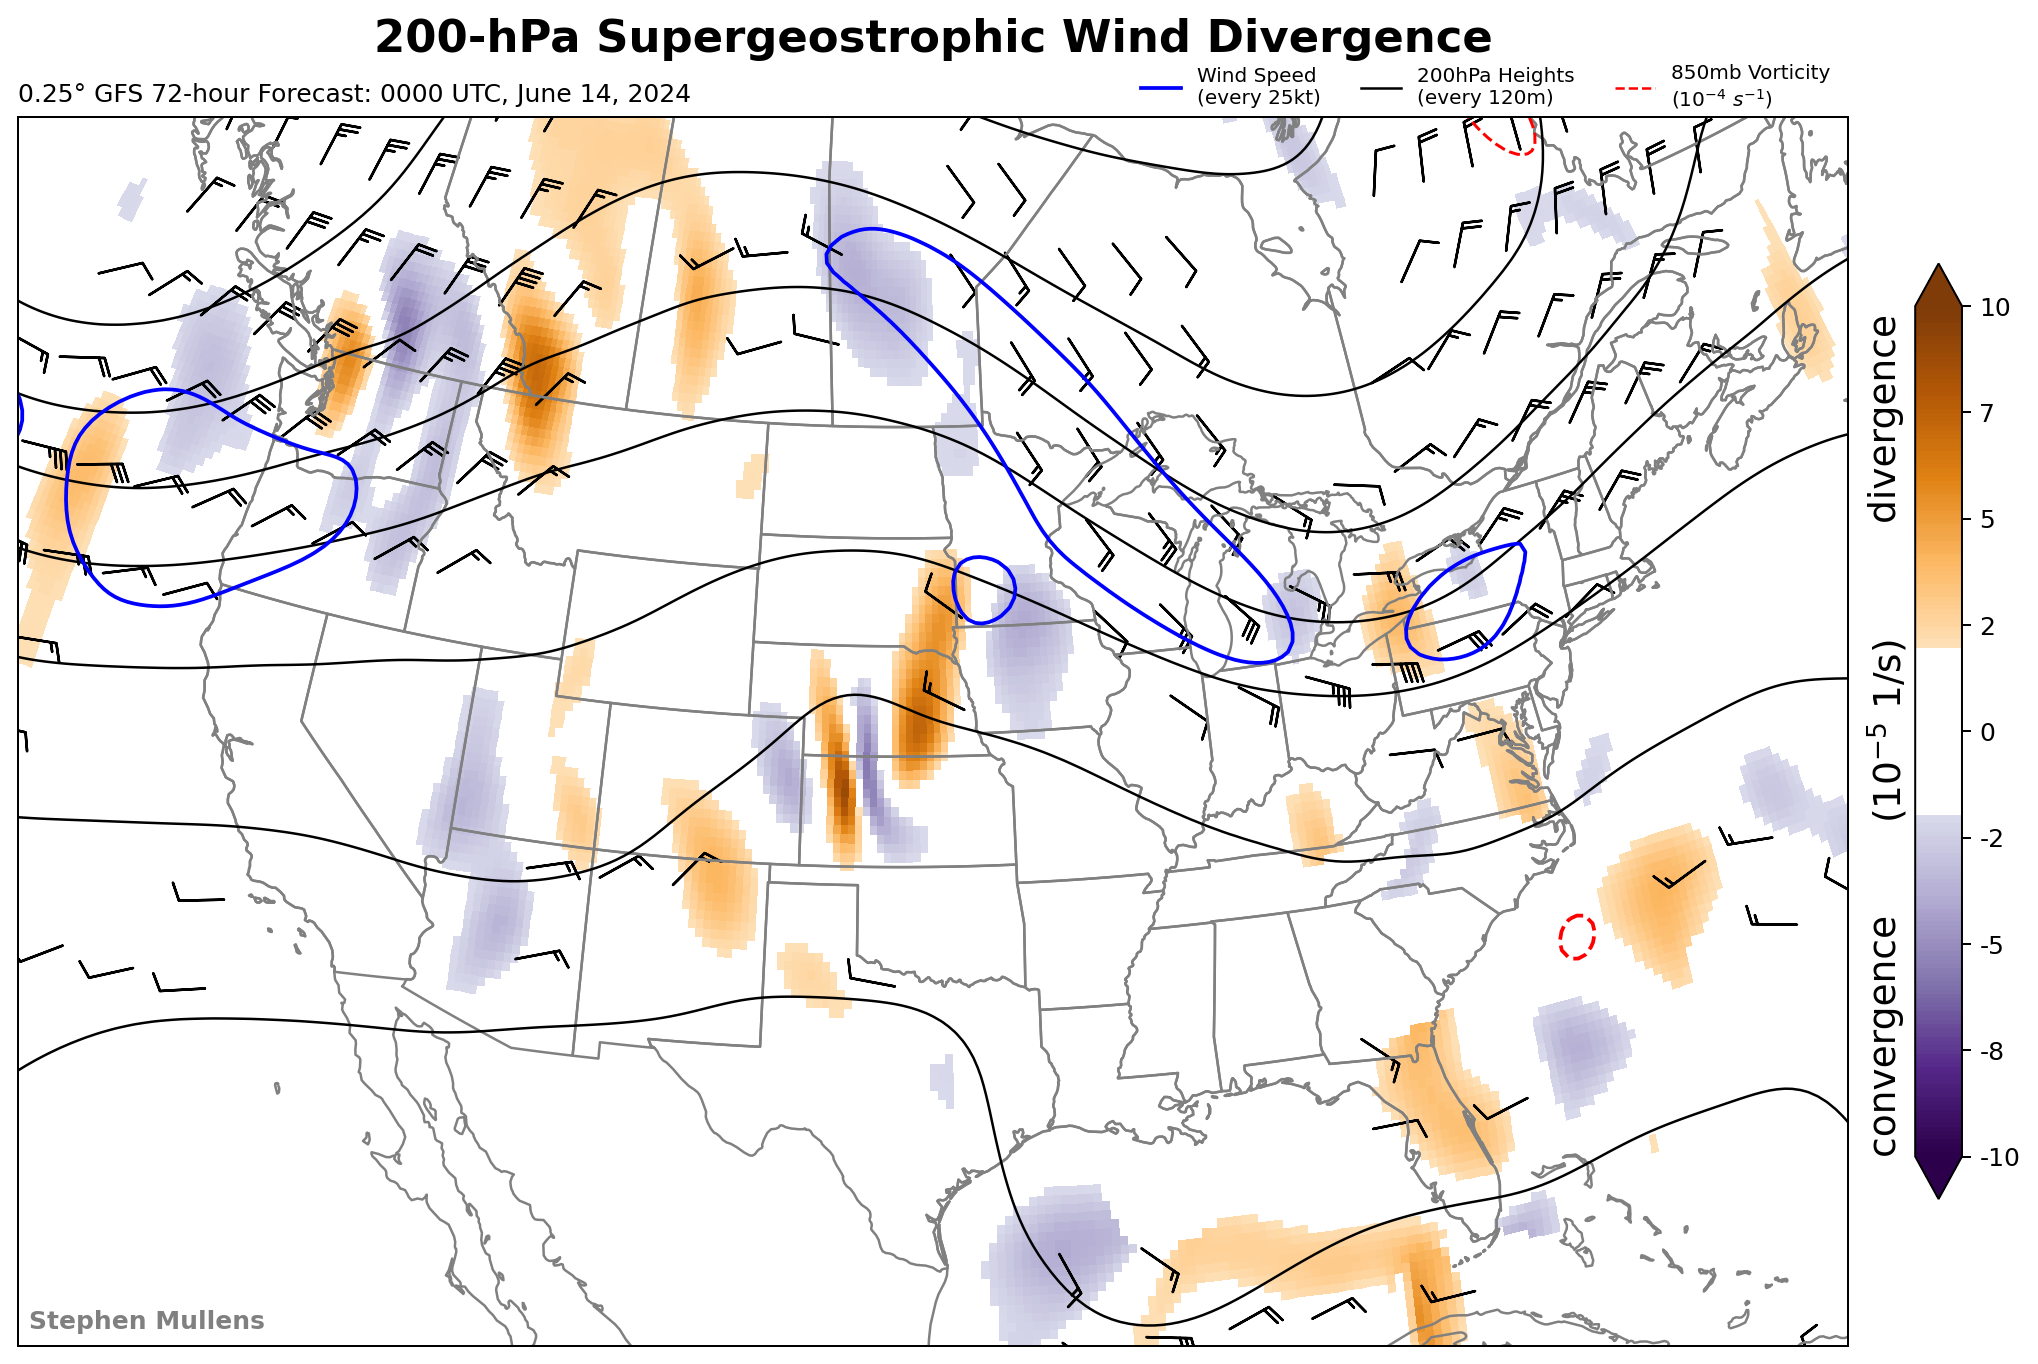 200-hPa Supergeostrophic Wind Divergence
0.25° GFS 72-hour Forecast: 0000 UTC, June 14, 2024
Wind Speed
(every 25kt)
200hPa Heights
(every 120m)
850mb Vorticity
(10⁻⁴ s⁻¹)
10
7
5
2
0
-2
-5
-8
-10
convergence (10⁻⁵ 1/s) divergence
Stephen Mullens